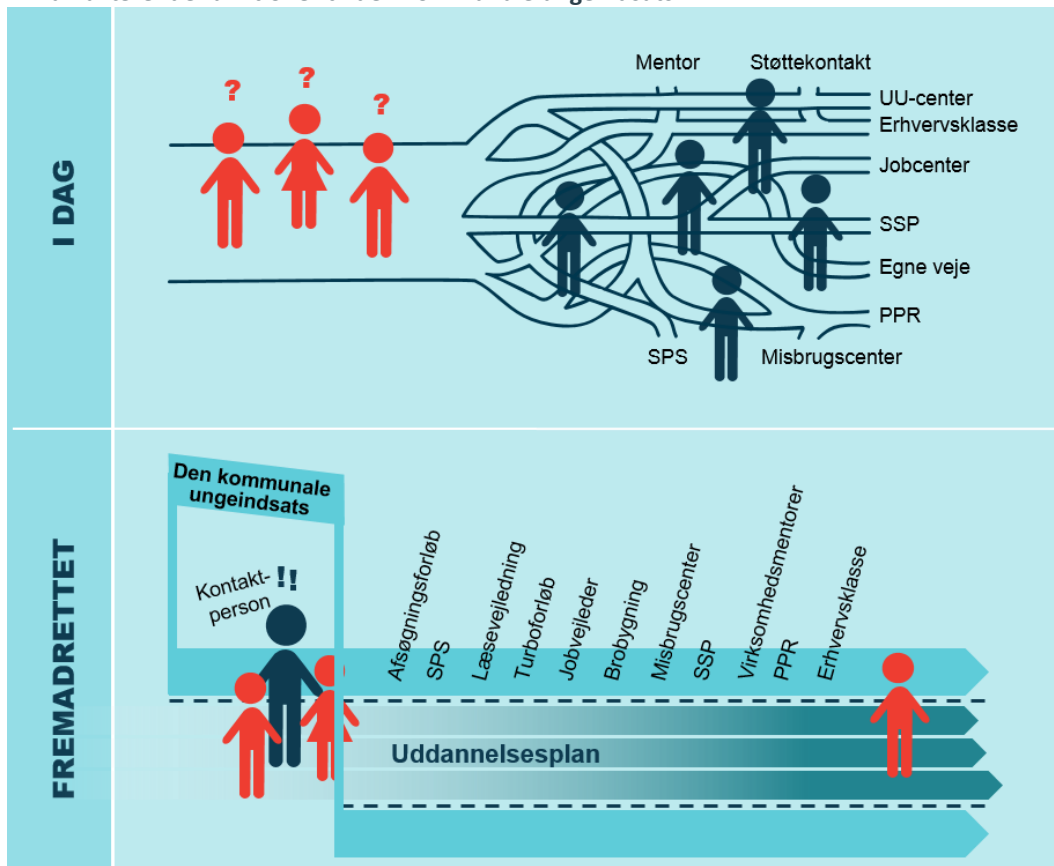 I DAG
?
?
?
Mentor
Støttekontakt
UU-center
Erhvervsklasse
Jobcenter
SSP
Egne veje
PPR
SPS
Misbrugscenter
FREMADRETTET
Den kommunale
ungeindsats
Kontakt-
person
!!
Afsøgningsforløb
SPS
Læsevejledning
Turboforløb
Jobvejleder
Brobygning
Misbrugscenter
SSP
Virksomhedsmentorer
PPR
Erhvervsklasse
Uddannelsesplan